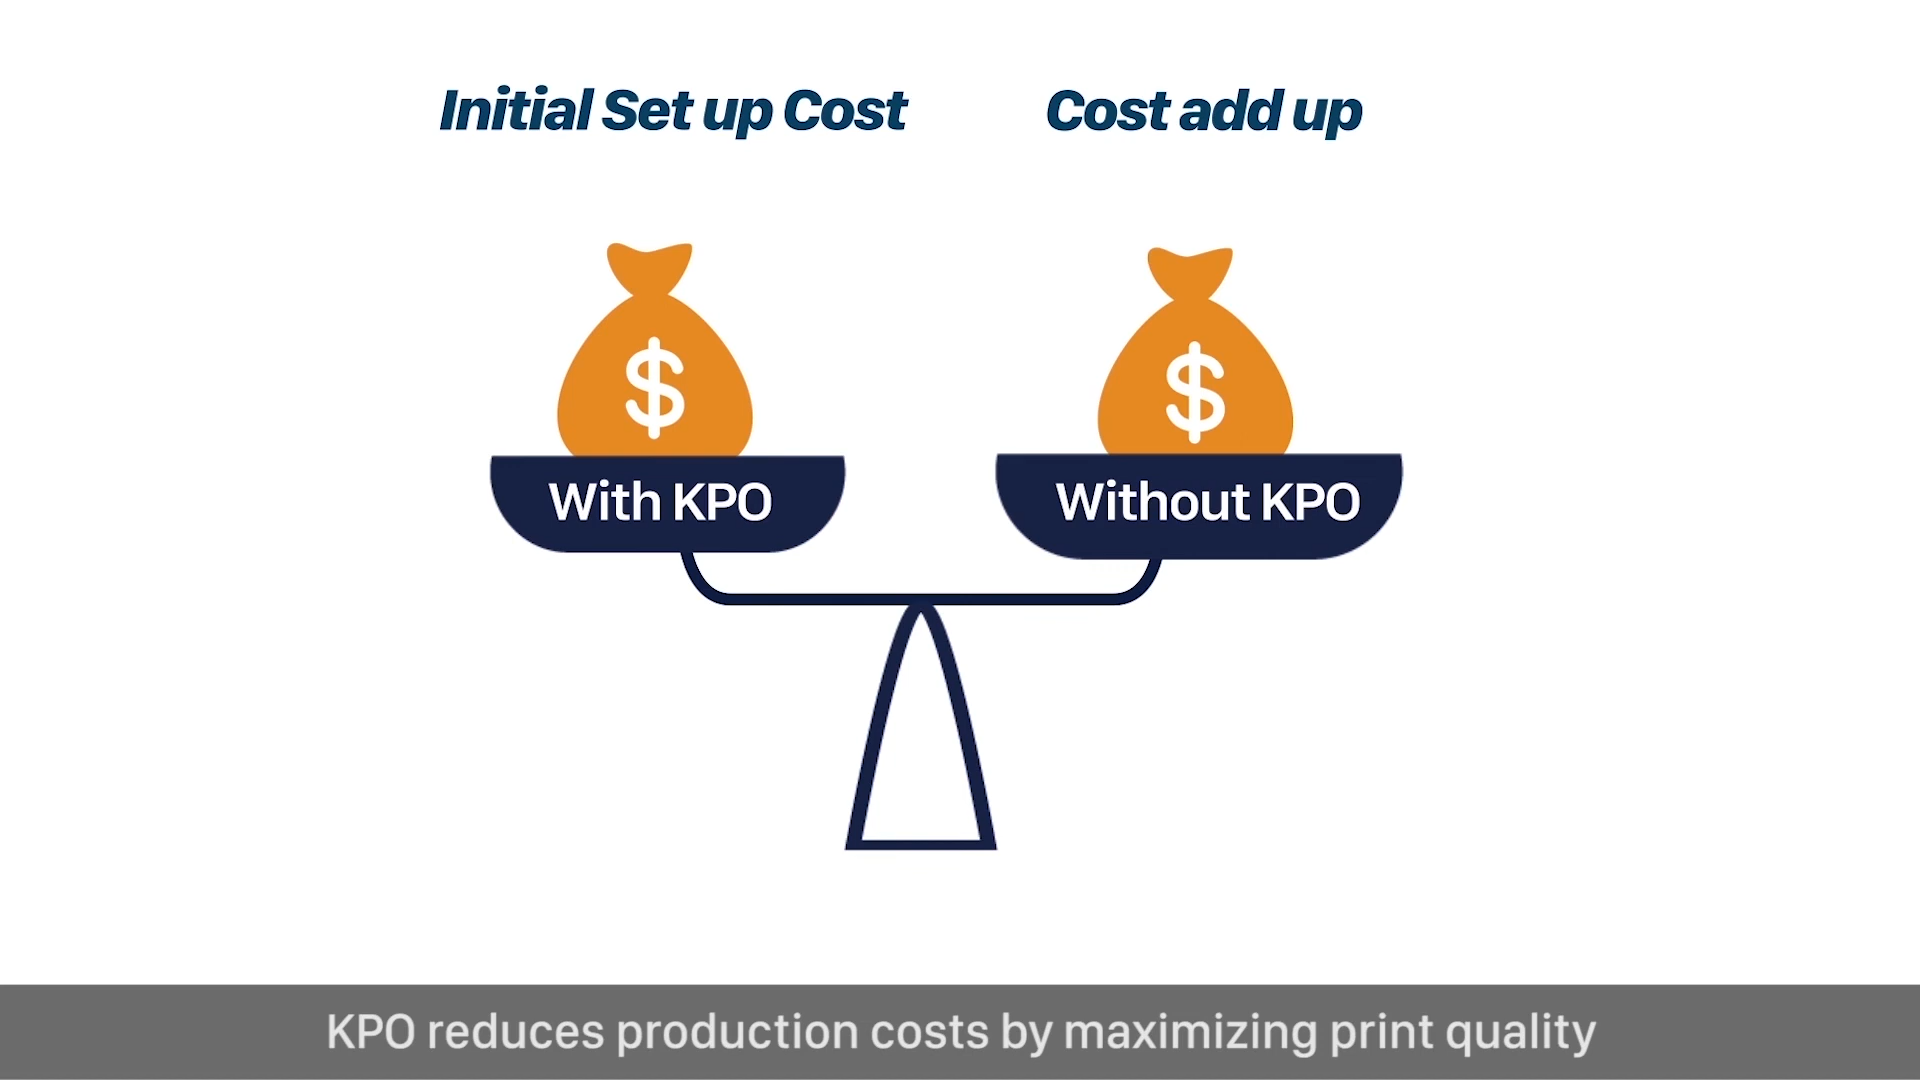 Initial Set up Cost
Cost add up
$
$
With KPO
Without KPO
KPO reduces production costs by maximizing print quality